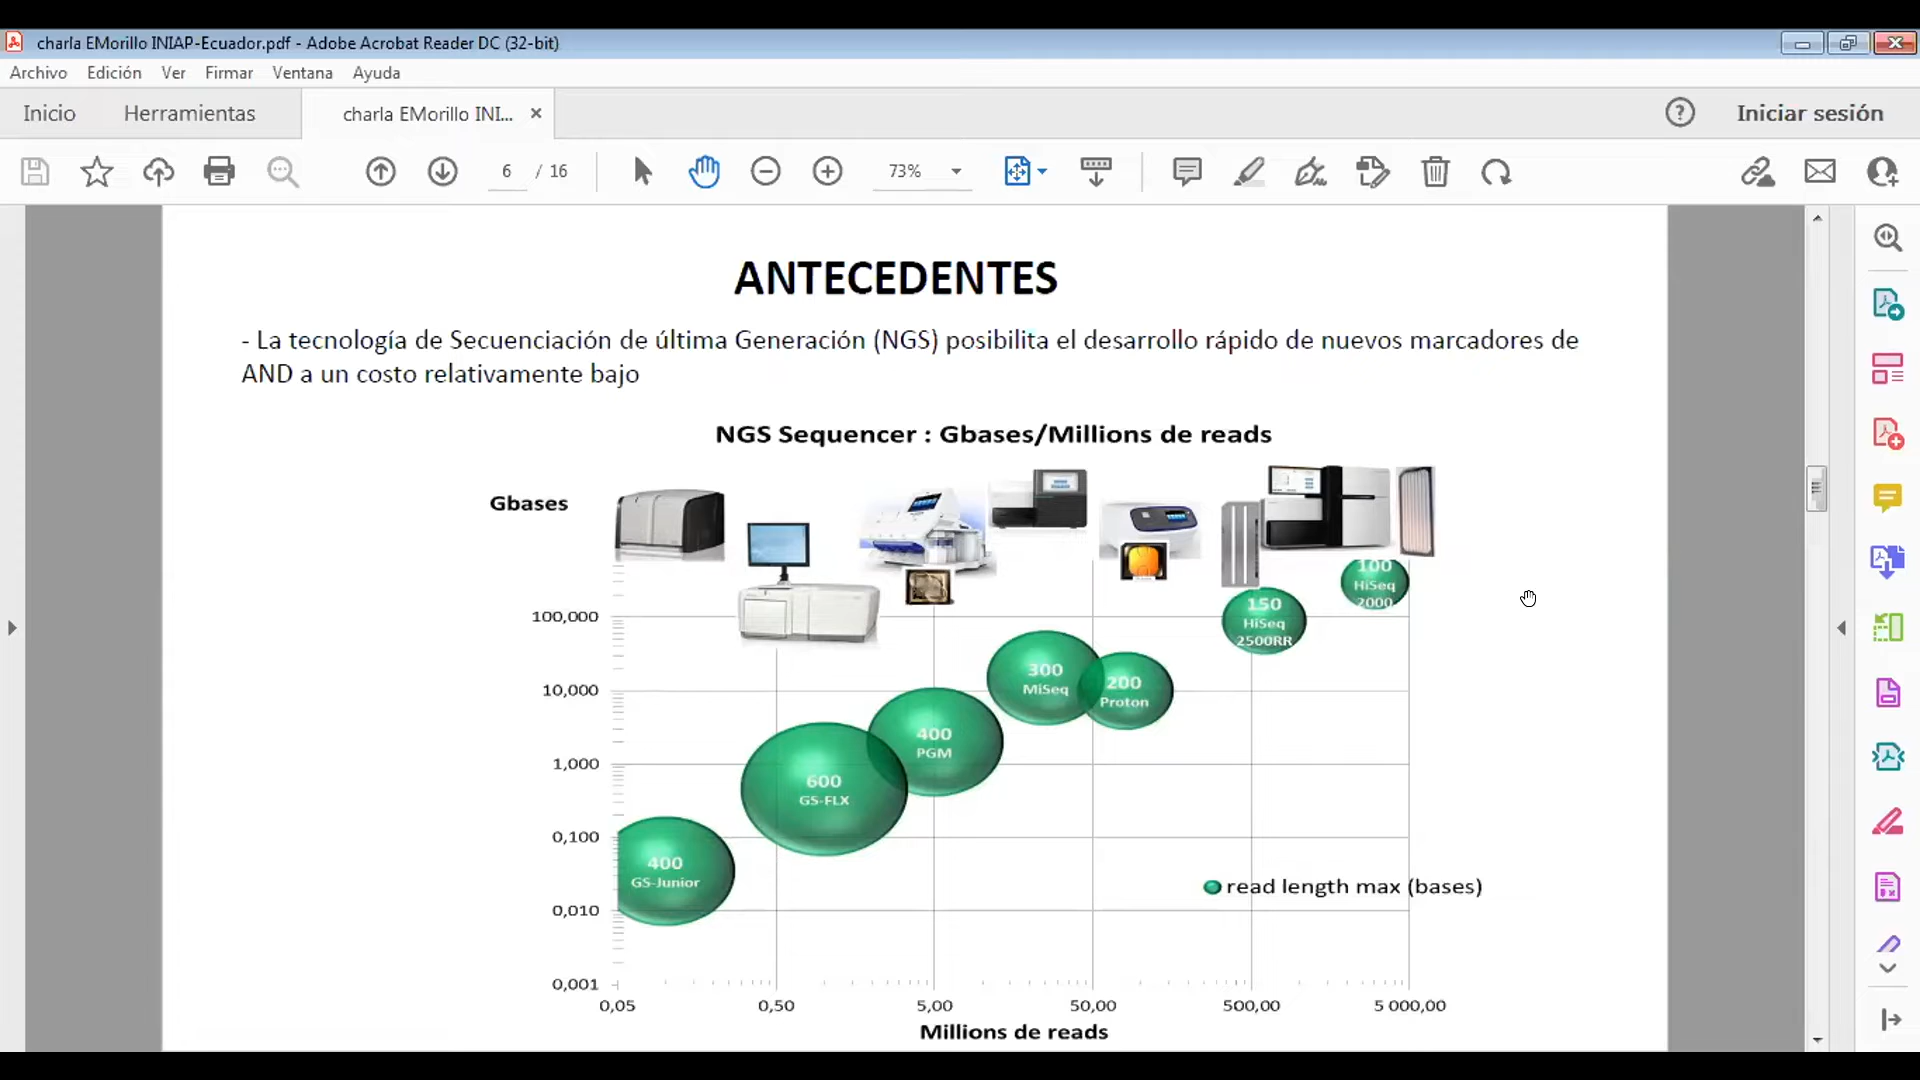 charla EMorillo INIAP-Ecuador.pdf - Adobe Acrobat Reader DC (32-bit)
Archivo Edición Ver Firmar Ventana Ayuda
Inicio Herramientas charla EMorillo INI... Iniciar sesión
6 / 16 73%
ANTECEDENTES
- La tecnología de Secuenciación de última Generación (NGS) posibilita el desarrollo rápido de nuevos marcadores de
AND a un costo relativamente bajo
NGS Sequencer : Gbases/Millions de reads
Gbases
100,000
10,000
1,000
0,100
0,010
0,001
400
GS-Junior
600
GS-FLX
400
PGM
300
MiSeq
200
Proton
150
HiSeq
2500RR
100
HiSeq
2000
read length max (bases)
0,05 0,50 5,00 50,00 500,00 5 000,00
Millions de reads